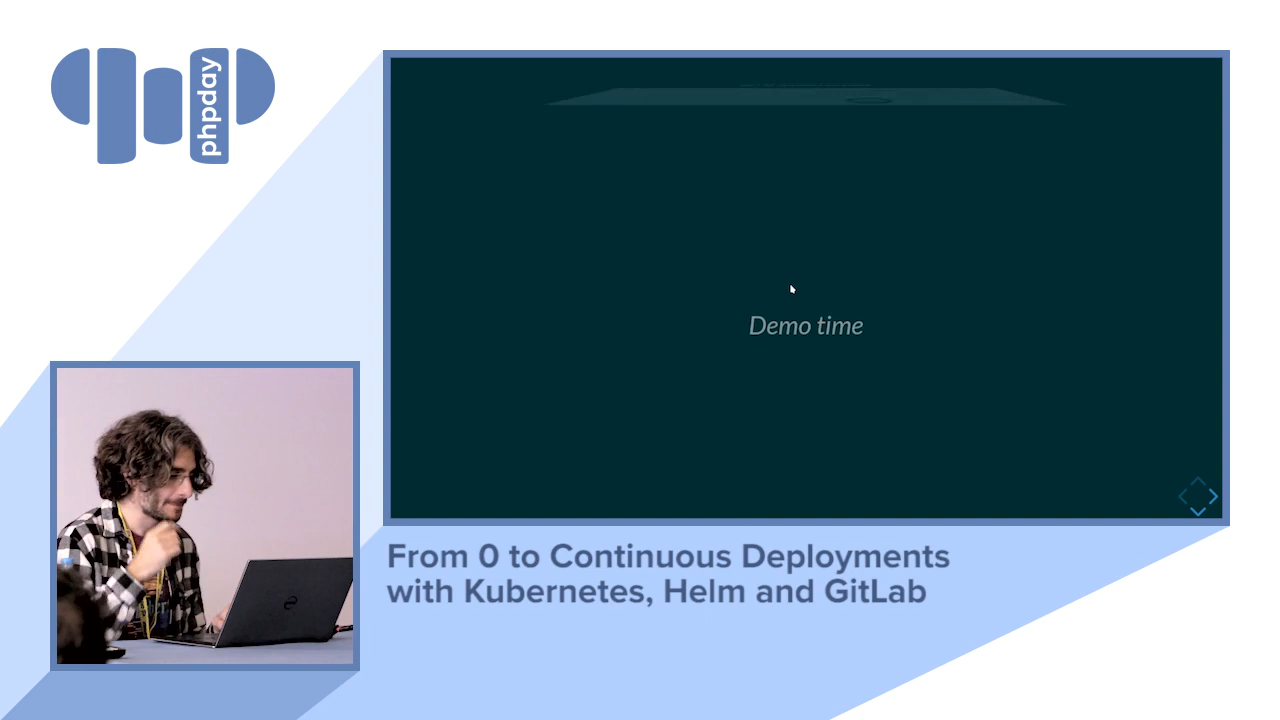 phpday
Demo time
From 0 to Continuous Deployments
with Kubernetes, Helm and GitLab